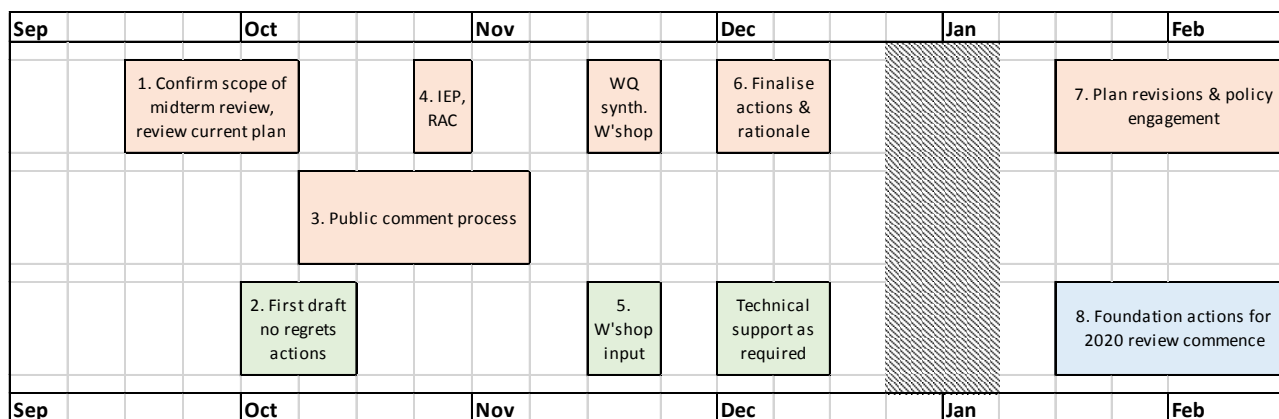 Sep Oct Nov Dec Jan Feb
1. Confirm scope of
midterm review,
review current plan
4. IEP,
RAC
WQ
synth.
W'shop
6. Finalise
actions &
rationale
7. Plan revisions & policy
engagement
3. Public comment process
2. First draft
no regrets
actions
5.
W'shop
input
Technical
support as
required
8. Foundation actions for
2020 review commence
Sep Oct Nov Dec Jan Feb